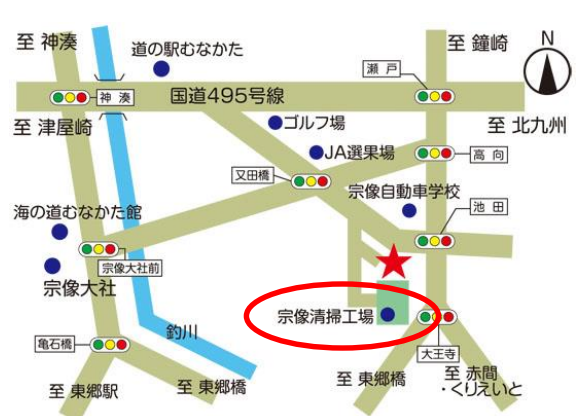 至 神湊
道の駅むなかた
至 鐘崎
N
瀬戸
神湊
国道495号線
至 津屋崎
ゴルフ場
至 北九州
JA選果場
高向
又田橋
宗像自動車学校
池田
海の道むなかた館
宗像大社前
宗像大社
宗像清掃工場
釣川
亀石橋
大王寺
至 東郷駅
至 東郷橋
至 東郷橋
至 赤間
・くりえいと